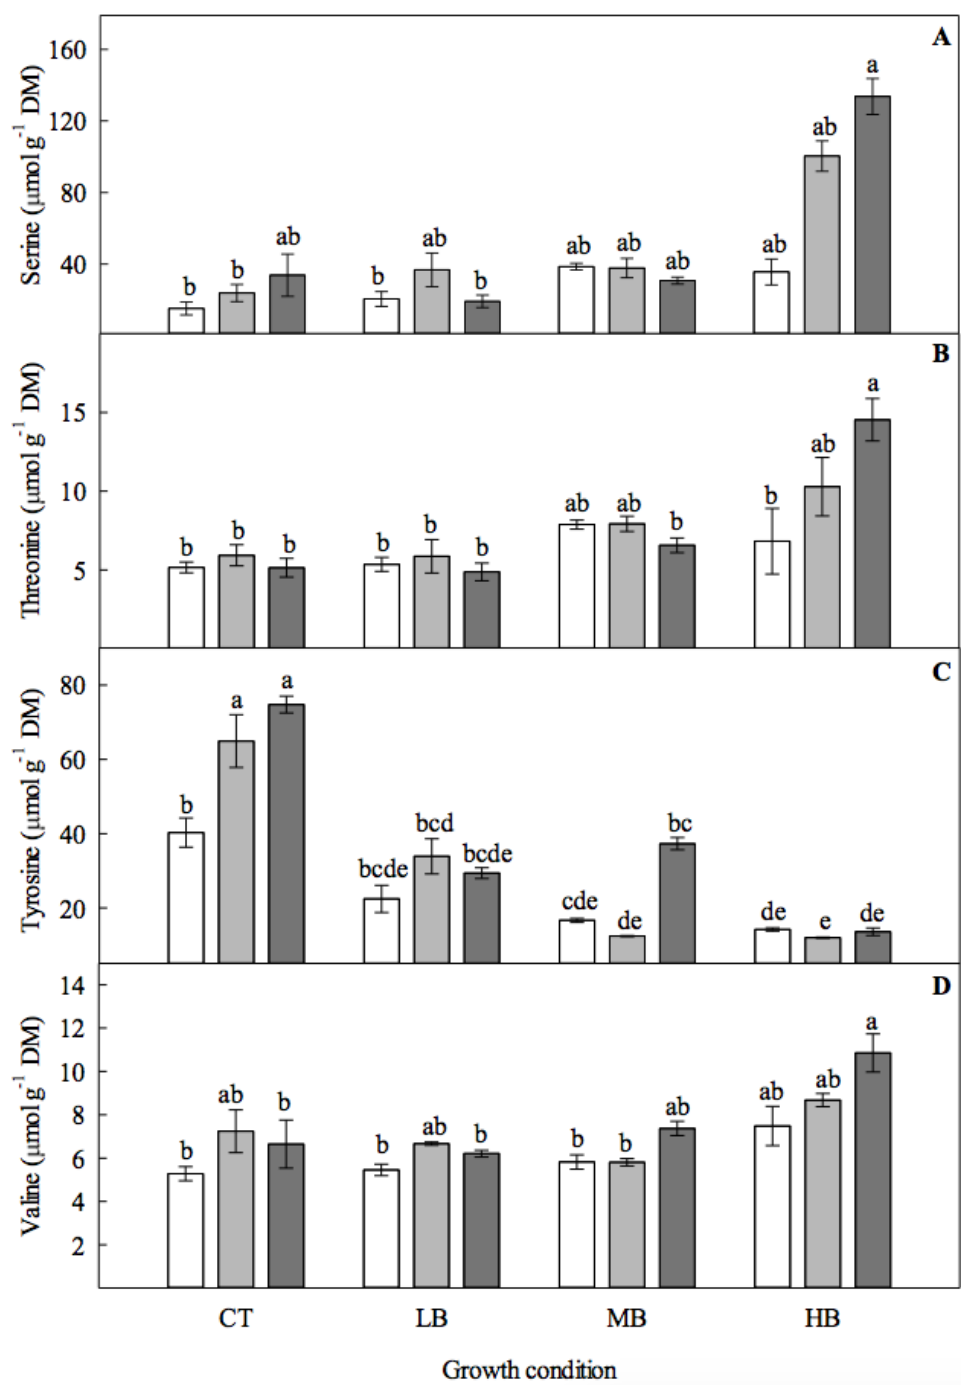 A
Serine (μmol g-1 DM)
160
120
80
40
b
b
ab
b
ab
b
ab
ab
ab
ab
ab
a
B
Threonine (μmol g-1 DM)
15
10
5
b
b
b
b
b
b
ab
ab
b
b
ab
a
C
Tyrosine (μmol g-1 DM)
80
60
40
20
b
a
a
bcde
bcd
bcde
cde
de
bc
de
e
de
D
Valine (μmol g-1 DM)
14
12
10
8
6
4
2
b
ab
b
b
ab
b
b
b
ab
ab
ab
a
CT LB MB HB
Growth condition